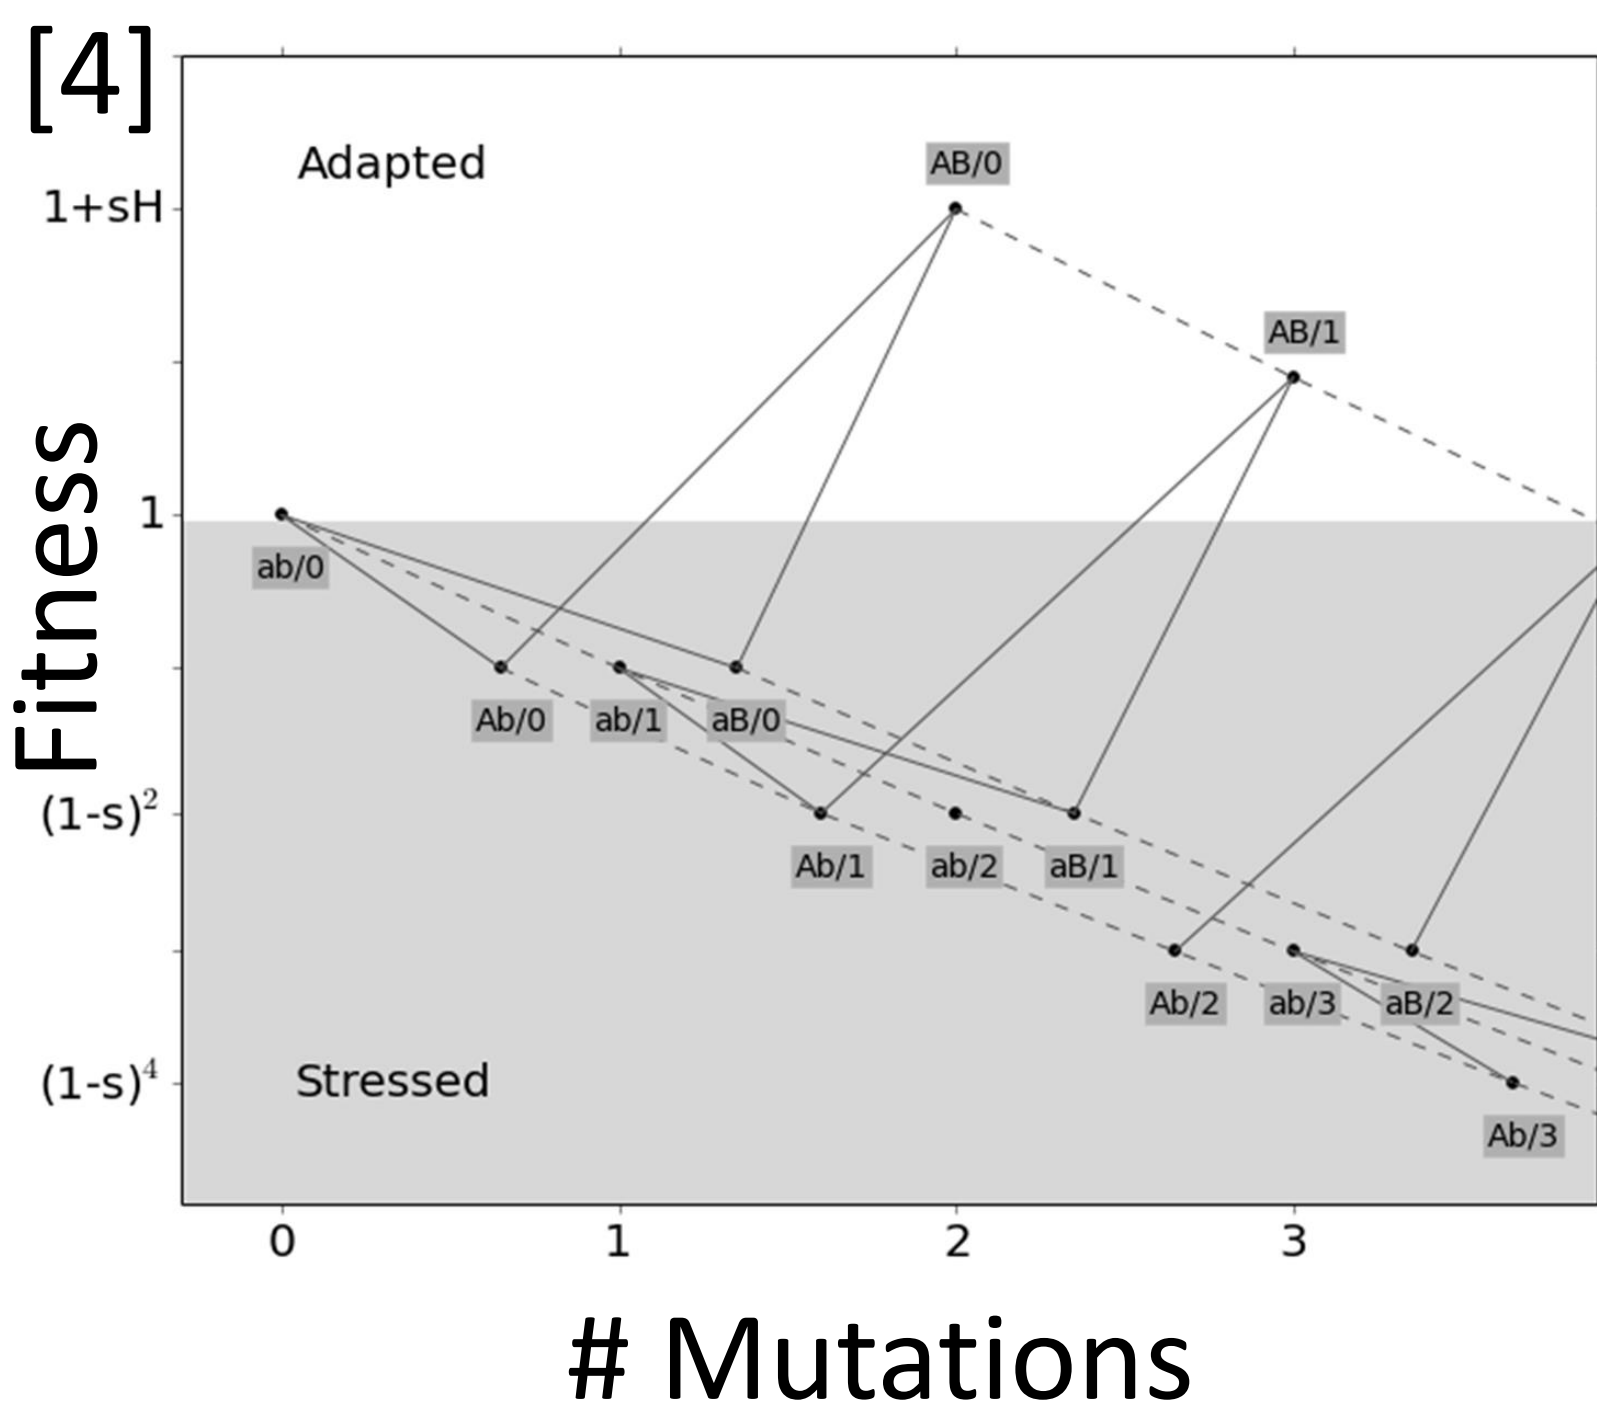 [4]
Adapted
AB/0
1+sH
AB/1
Fitness
1
ab/0
Ab/0
ab/1
aB/0
(1-s)²
Ab/1
ab/2
aB/1
Ab/2
ab/3
aB/2
(1-s)⁴
Stressed
Ab/3
0
1
2
3
# Mutations